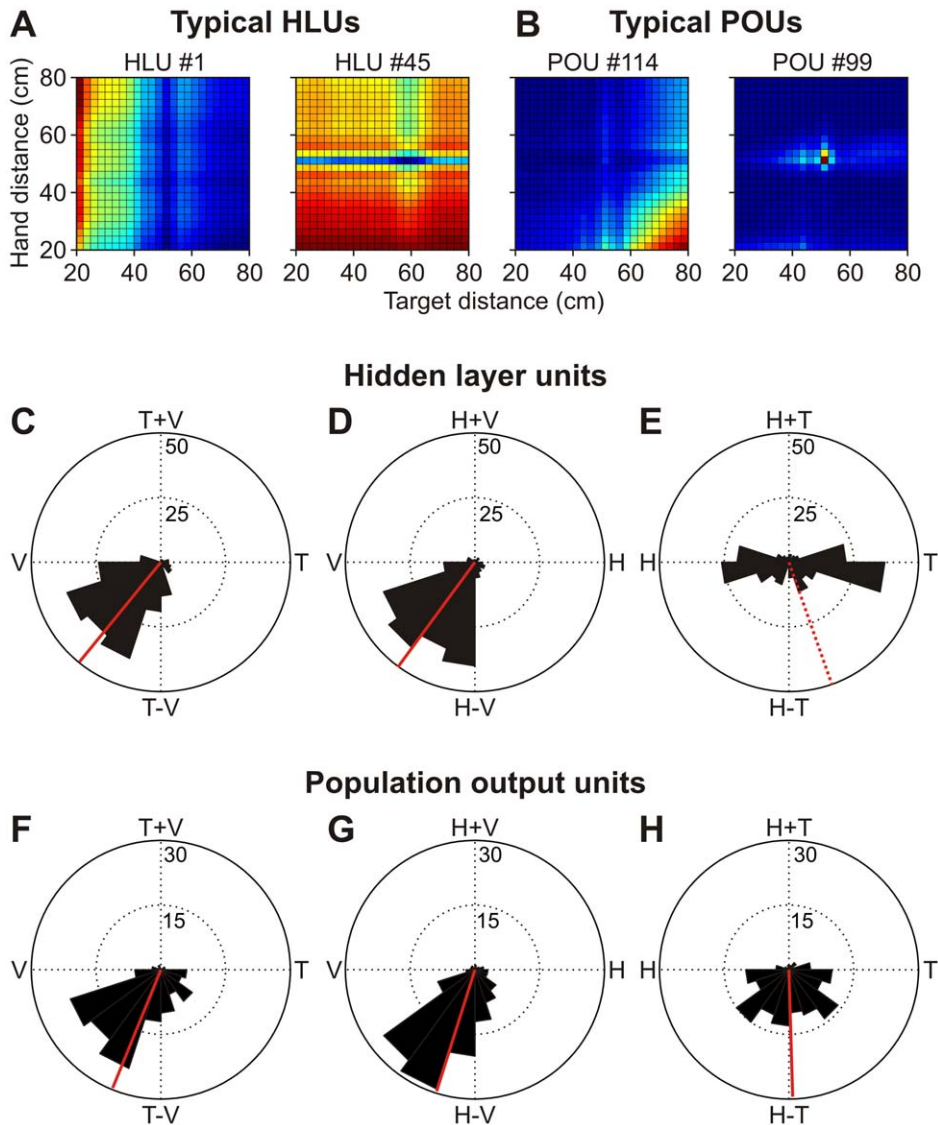 A Typical HLUs B Typical POUs
HLU #1 HLU #45 POU #114 POU #99
Hand distance (cm)
80
60
40
20
20 40 60 80 20 40 60 80 20 40 60 80 20 40 60 80
Target distance (cm)
Hidden layer units
C D E
T+V H+V H+T
50 50 50
25 25 25
V T V H H T
T-V H-V H-T
Population output units
F G H
T+V H+V H+T
30 30 30
15 15 15
V T V H H T
T-V H-V H-T